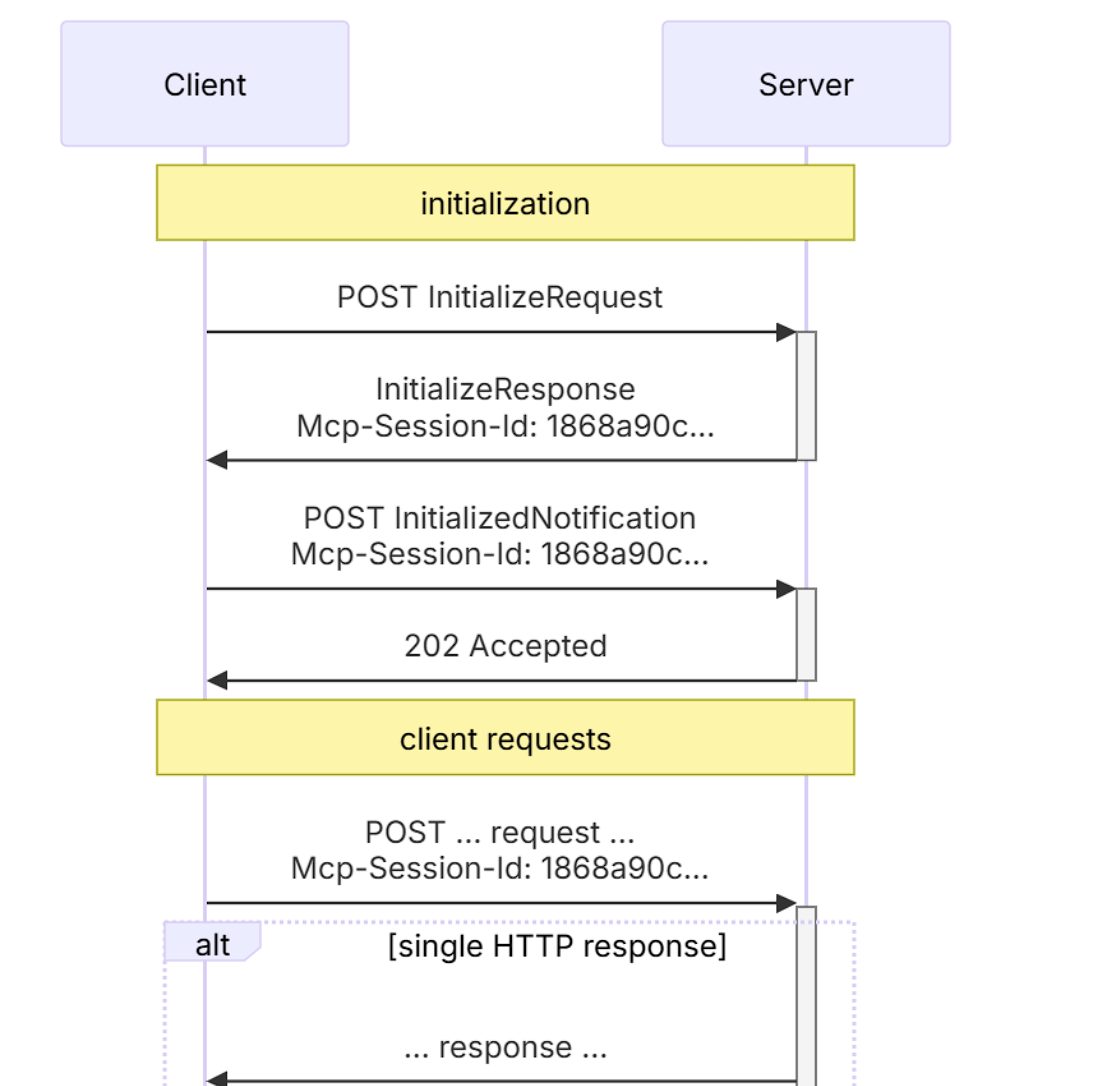 Client
Server
initialization
POST InitializeRequest
InitializeResponse
Mcp-Session-Id: 1868a90c...
POST InitializedNotification
Mcp-Session-Id: 1868a90c...
202 Accepted
client requests
POST ... request ...
Mcp-Session-Id: 1868a90c...
alt
[single HTTP response]
... response ...